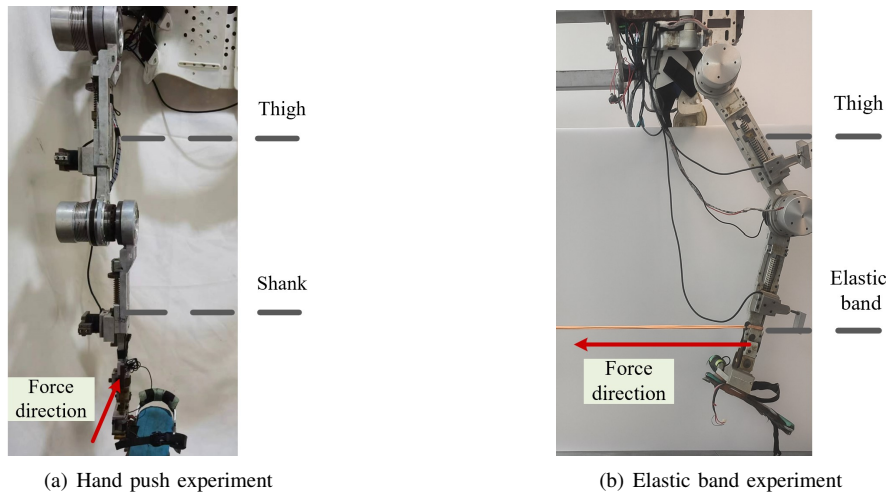 Thigh
Shank
Force
direction
(a) Hand push experiment
Thigh
Elastic
band
Force
direction
(b) Elastic band experiment